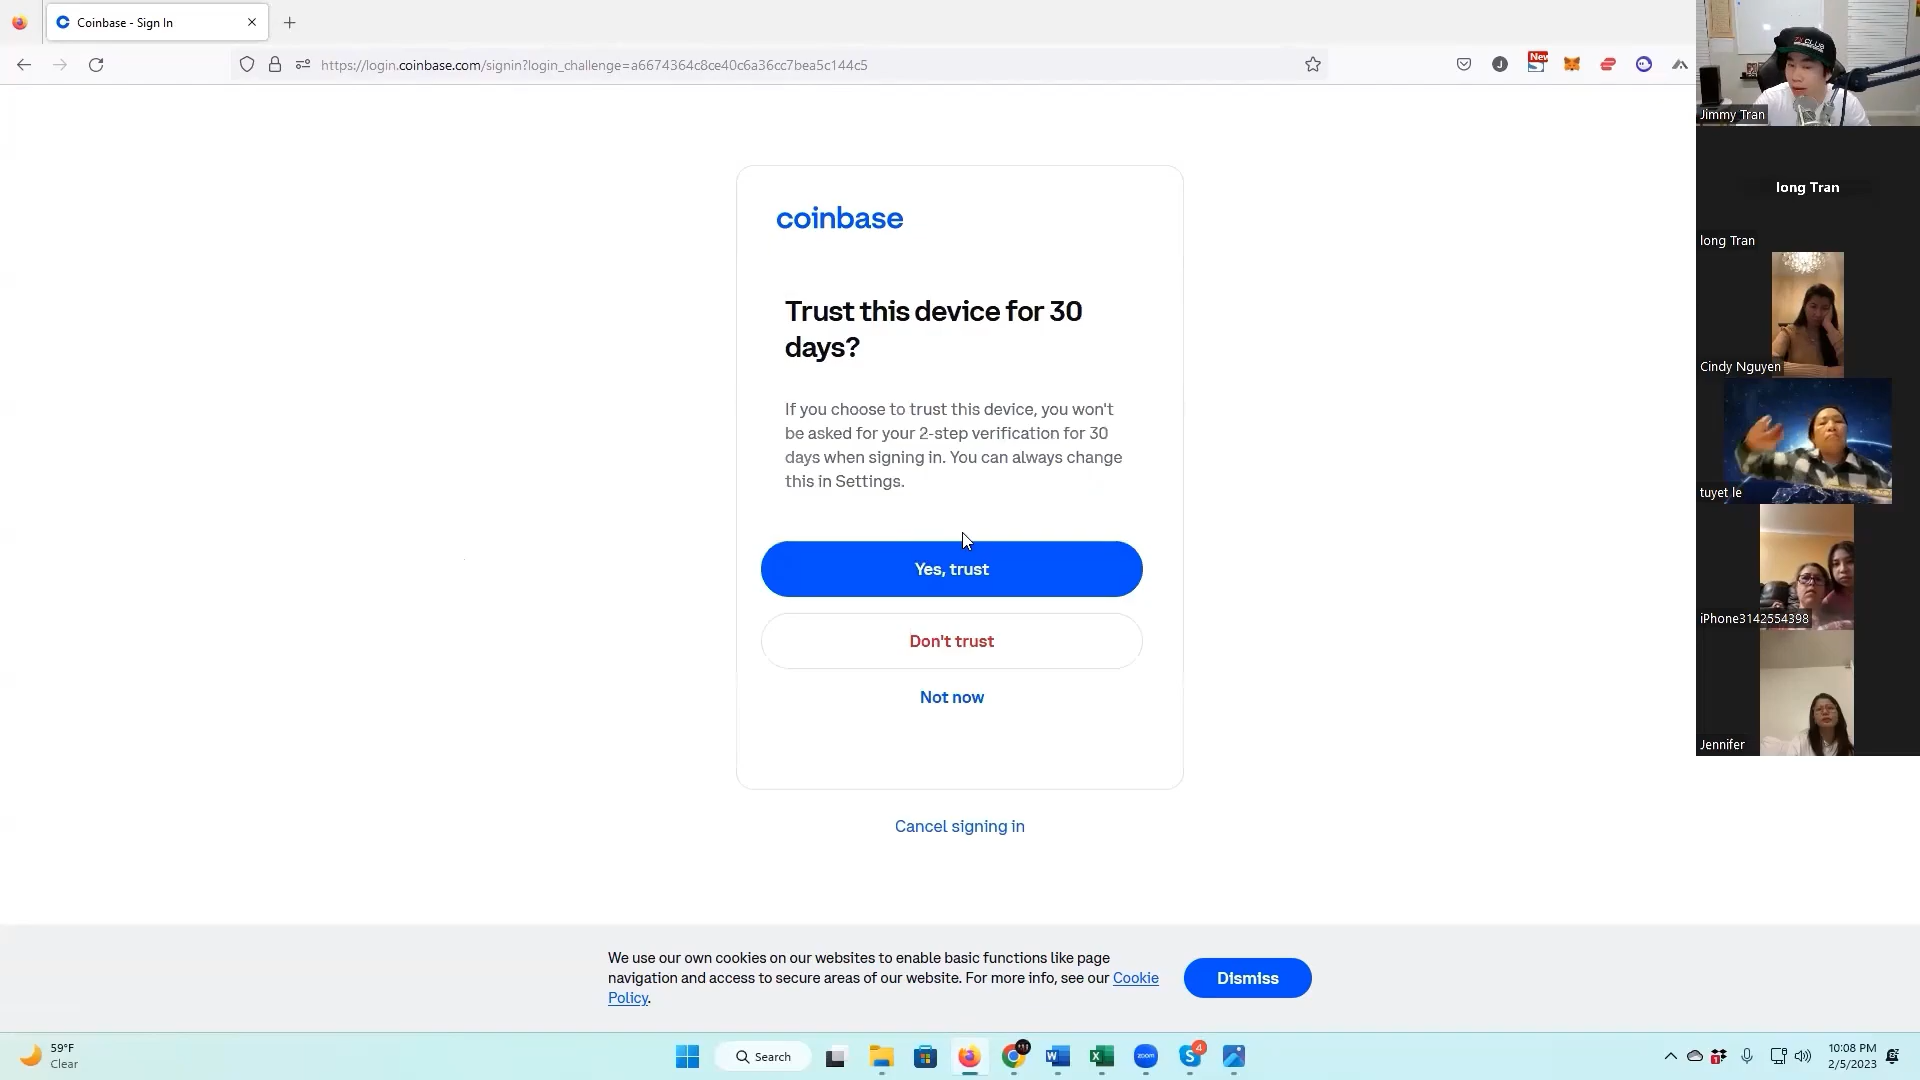 Coinbase - Sign In
https://login.coinbase.com/signin?login_challenge=a6674364c8ce40c6a36cc7bea5c144c5
J
New
Jimmy Tran
long Tran
long Tran
Cindy Nguyen
tuyet le
iPhone3142554398
Jennifer
coinbase
Trust this device for 30
days?
If you choose to trust this device, you won't
be asked for your 2-step verification for 30
days when signing in. You can always change
this in Settings.
Yes, trust
Don't trust
Not now
Cancel signing in
We use our own cookies on our websites to enable basic functions like page
navigation and access to secure areas of our website. For more info, see our Cookie
Policy.
Dismiss
59°F
Clear
Search
zoom
4
1
10:08 PM
2/5/2023